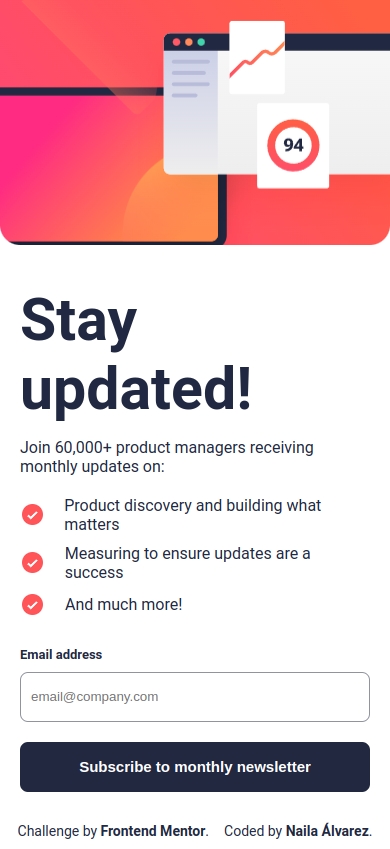 94
Stay
updated!
Join 60,000+ product managers receiving
monthly updates on:
Product discovery and building what
matters
Measuring to ensure updates are a
success
And much more!
Email address
email@company.com
Subscribe to monthly newsletter
Challenge by Frontend Mentor. Coded by Naila Álvarez.